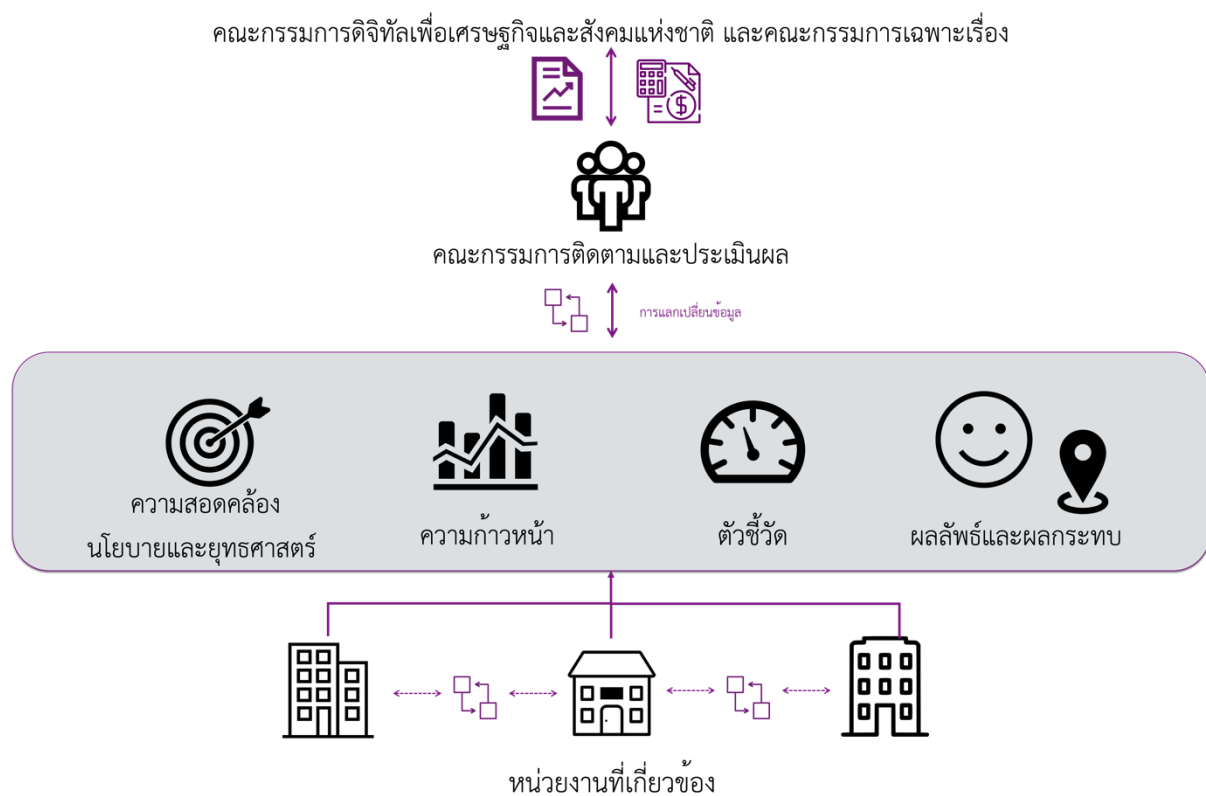 คณะกรรมการดิจิทัลเพื่อเศรษฐกิจและสังคมแห่งชาติ และคณะกรรมการเฉพาะเรื่อง
$
คณะกรรมการติดตามและประเมินผล
การแลกเปลี่ยนข้อมูล
ความสอดคล้อง
นโยบายและยุทธศาสตร์
ความก้าวหน้า
ตัวชี้วัด
ผลลัพธ์และผลกระทบ
หน่วยงานที่เกี่ยวข้อง